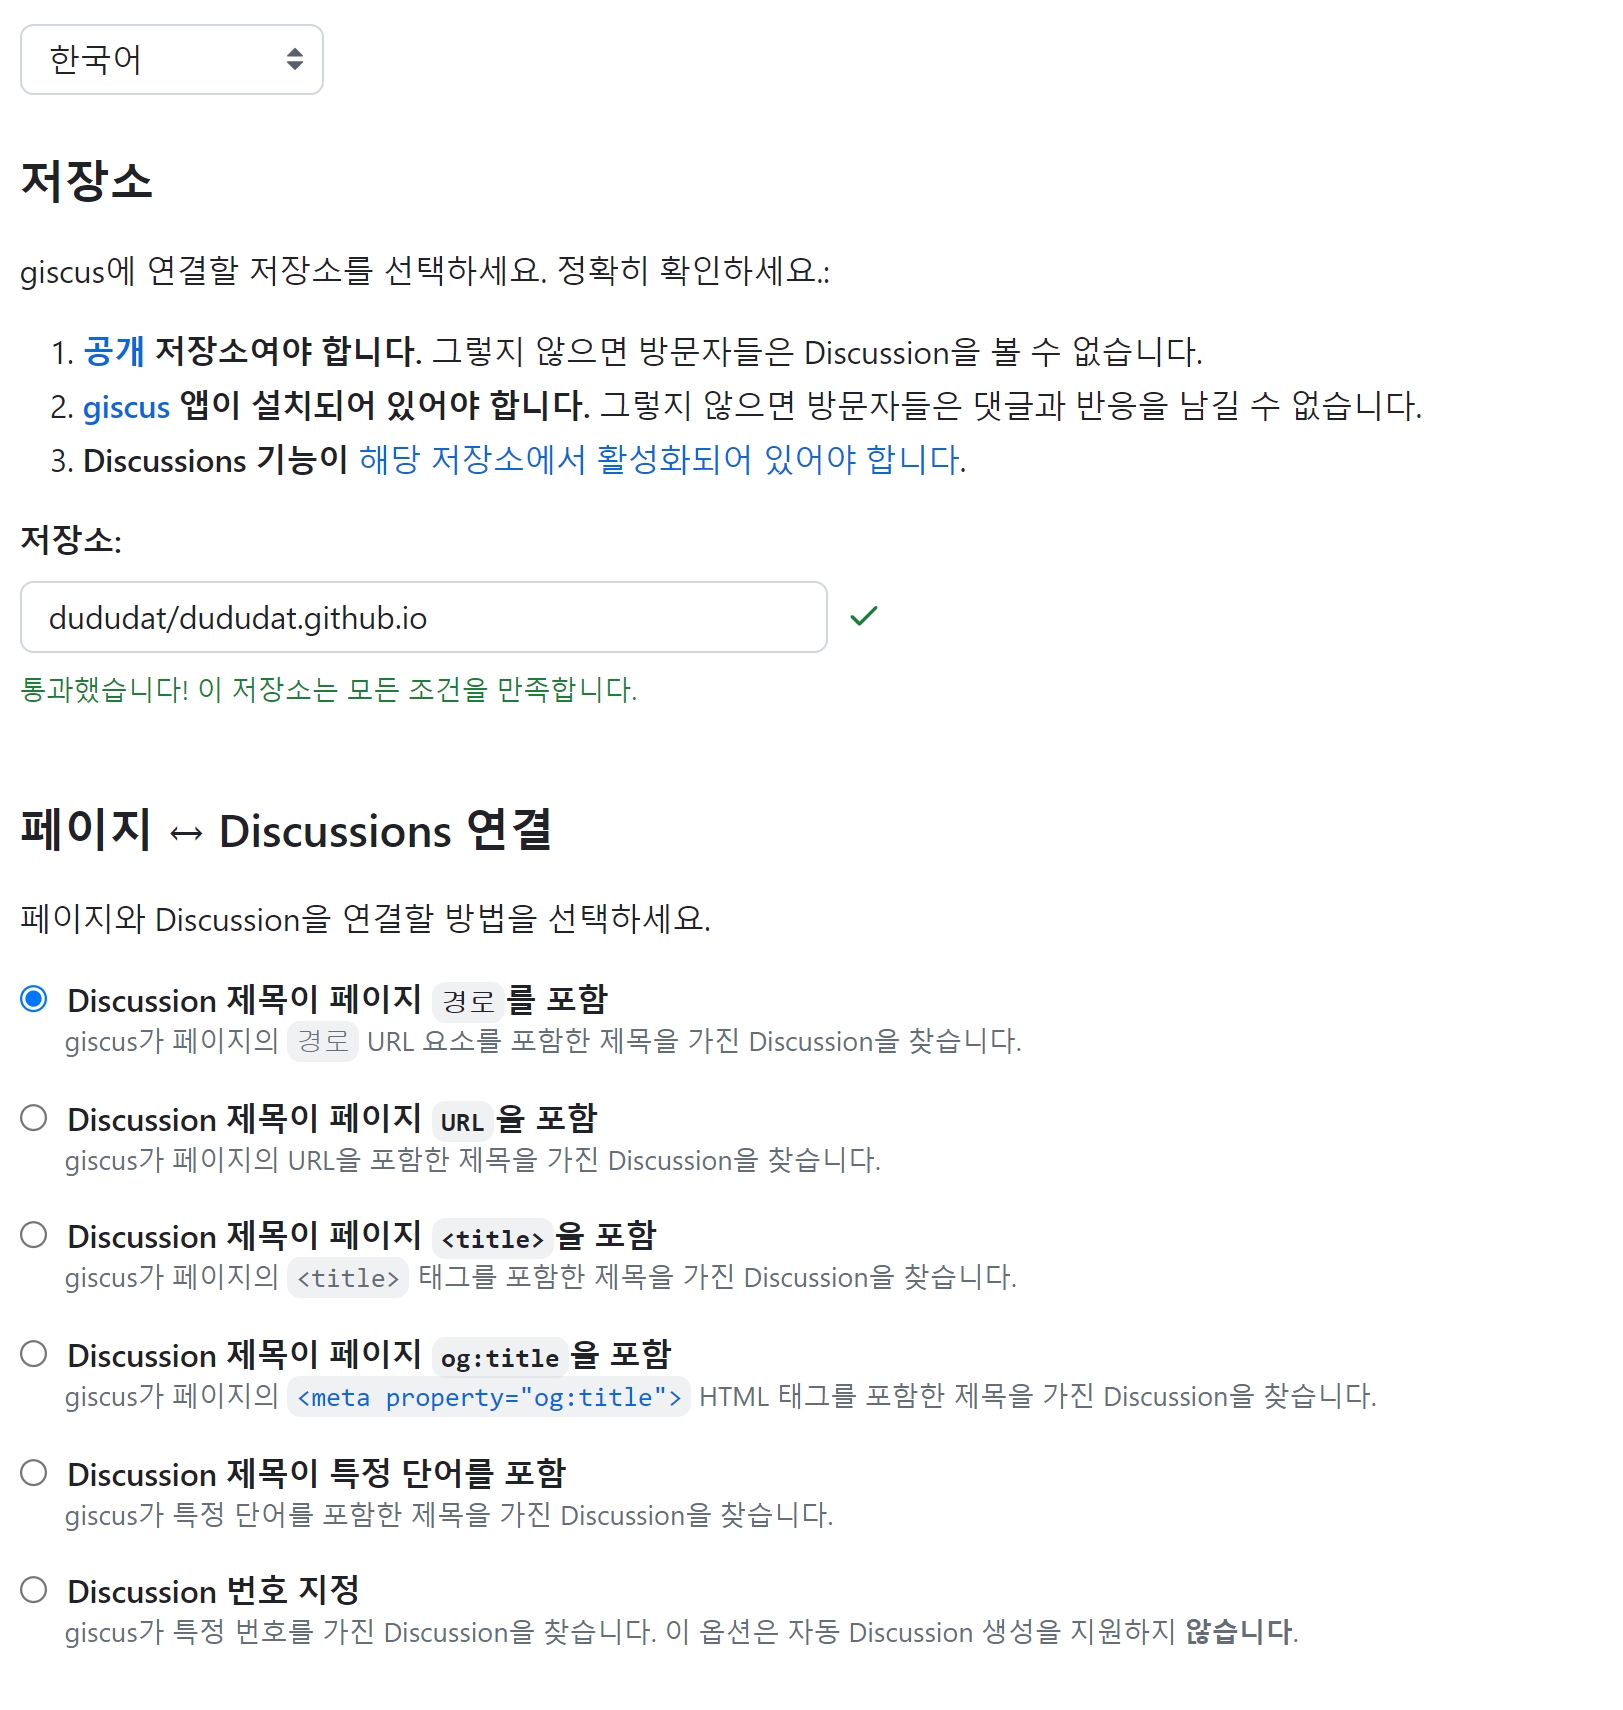 한국어
저장소
giscus에 연결할 저장소를 선택하세요. 정확히 확인하세요.:
1. 공개 저장소여야 합니다. 그렇지 않으면 방문자들은 Discussion을 볼 수 없습니다.
2. giscus 앱이 설치되어 있어야 합니다. 그렇지 않으면 방문자들은 댓글과 반응을 남길 수 없습니다.
3. Discussions 기능이 해당 저장소에서 활성화되어 있어야 합니다.
저장소:
dududat/dududat.github.io
통과했습니다! 이 저장소는 모든 조건을 만족합니다.
페이지 ↔ Discussions 연결
페이지와 Discussion을 연결할 방법을 선택하세요.
Discussion 제목이 페이지 경로를 포함
giscus가 페이지의 경로 URL 요소를 포함한 제목을 가진 Discussion을 찾습니다.
Discussion 제목이 페이지 URL을 포함
giscus가 페이지의 URL을 포함한 제목을 가진 Discussion을 찾습니다.
Discussion 제목이 페이지 <title>을 포함
giscus가 페이지의 <title> 태그를 포함한 제목을 가진 Discussion을 찾습니다.
Discussion 제목이 페이지 og:title을 포함
giscus가 페이지의 <meta property="og:title"> HTML 태그를 포함한 제목을 가진 Discussion을 찾습니다.
Discussion 제목이 특정 단어를 포함
giscus가 특정 단어를 포함한 제목을 가진 Discussion을 찾습니다.
Discussion 번호 지정
giscus가 특정 번호를 가진 Discussion을 찾습니다. 이 옵션은 자동 Discussion 생성을 지원하지 않습니다.